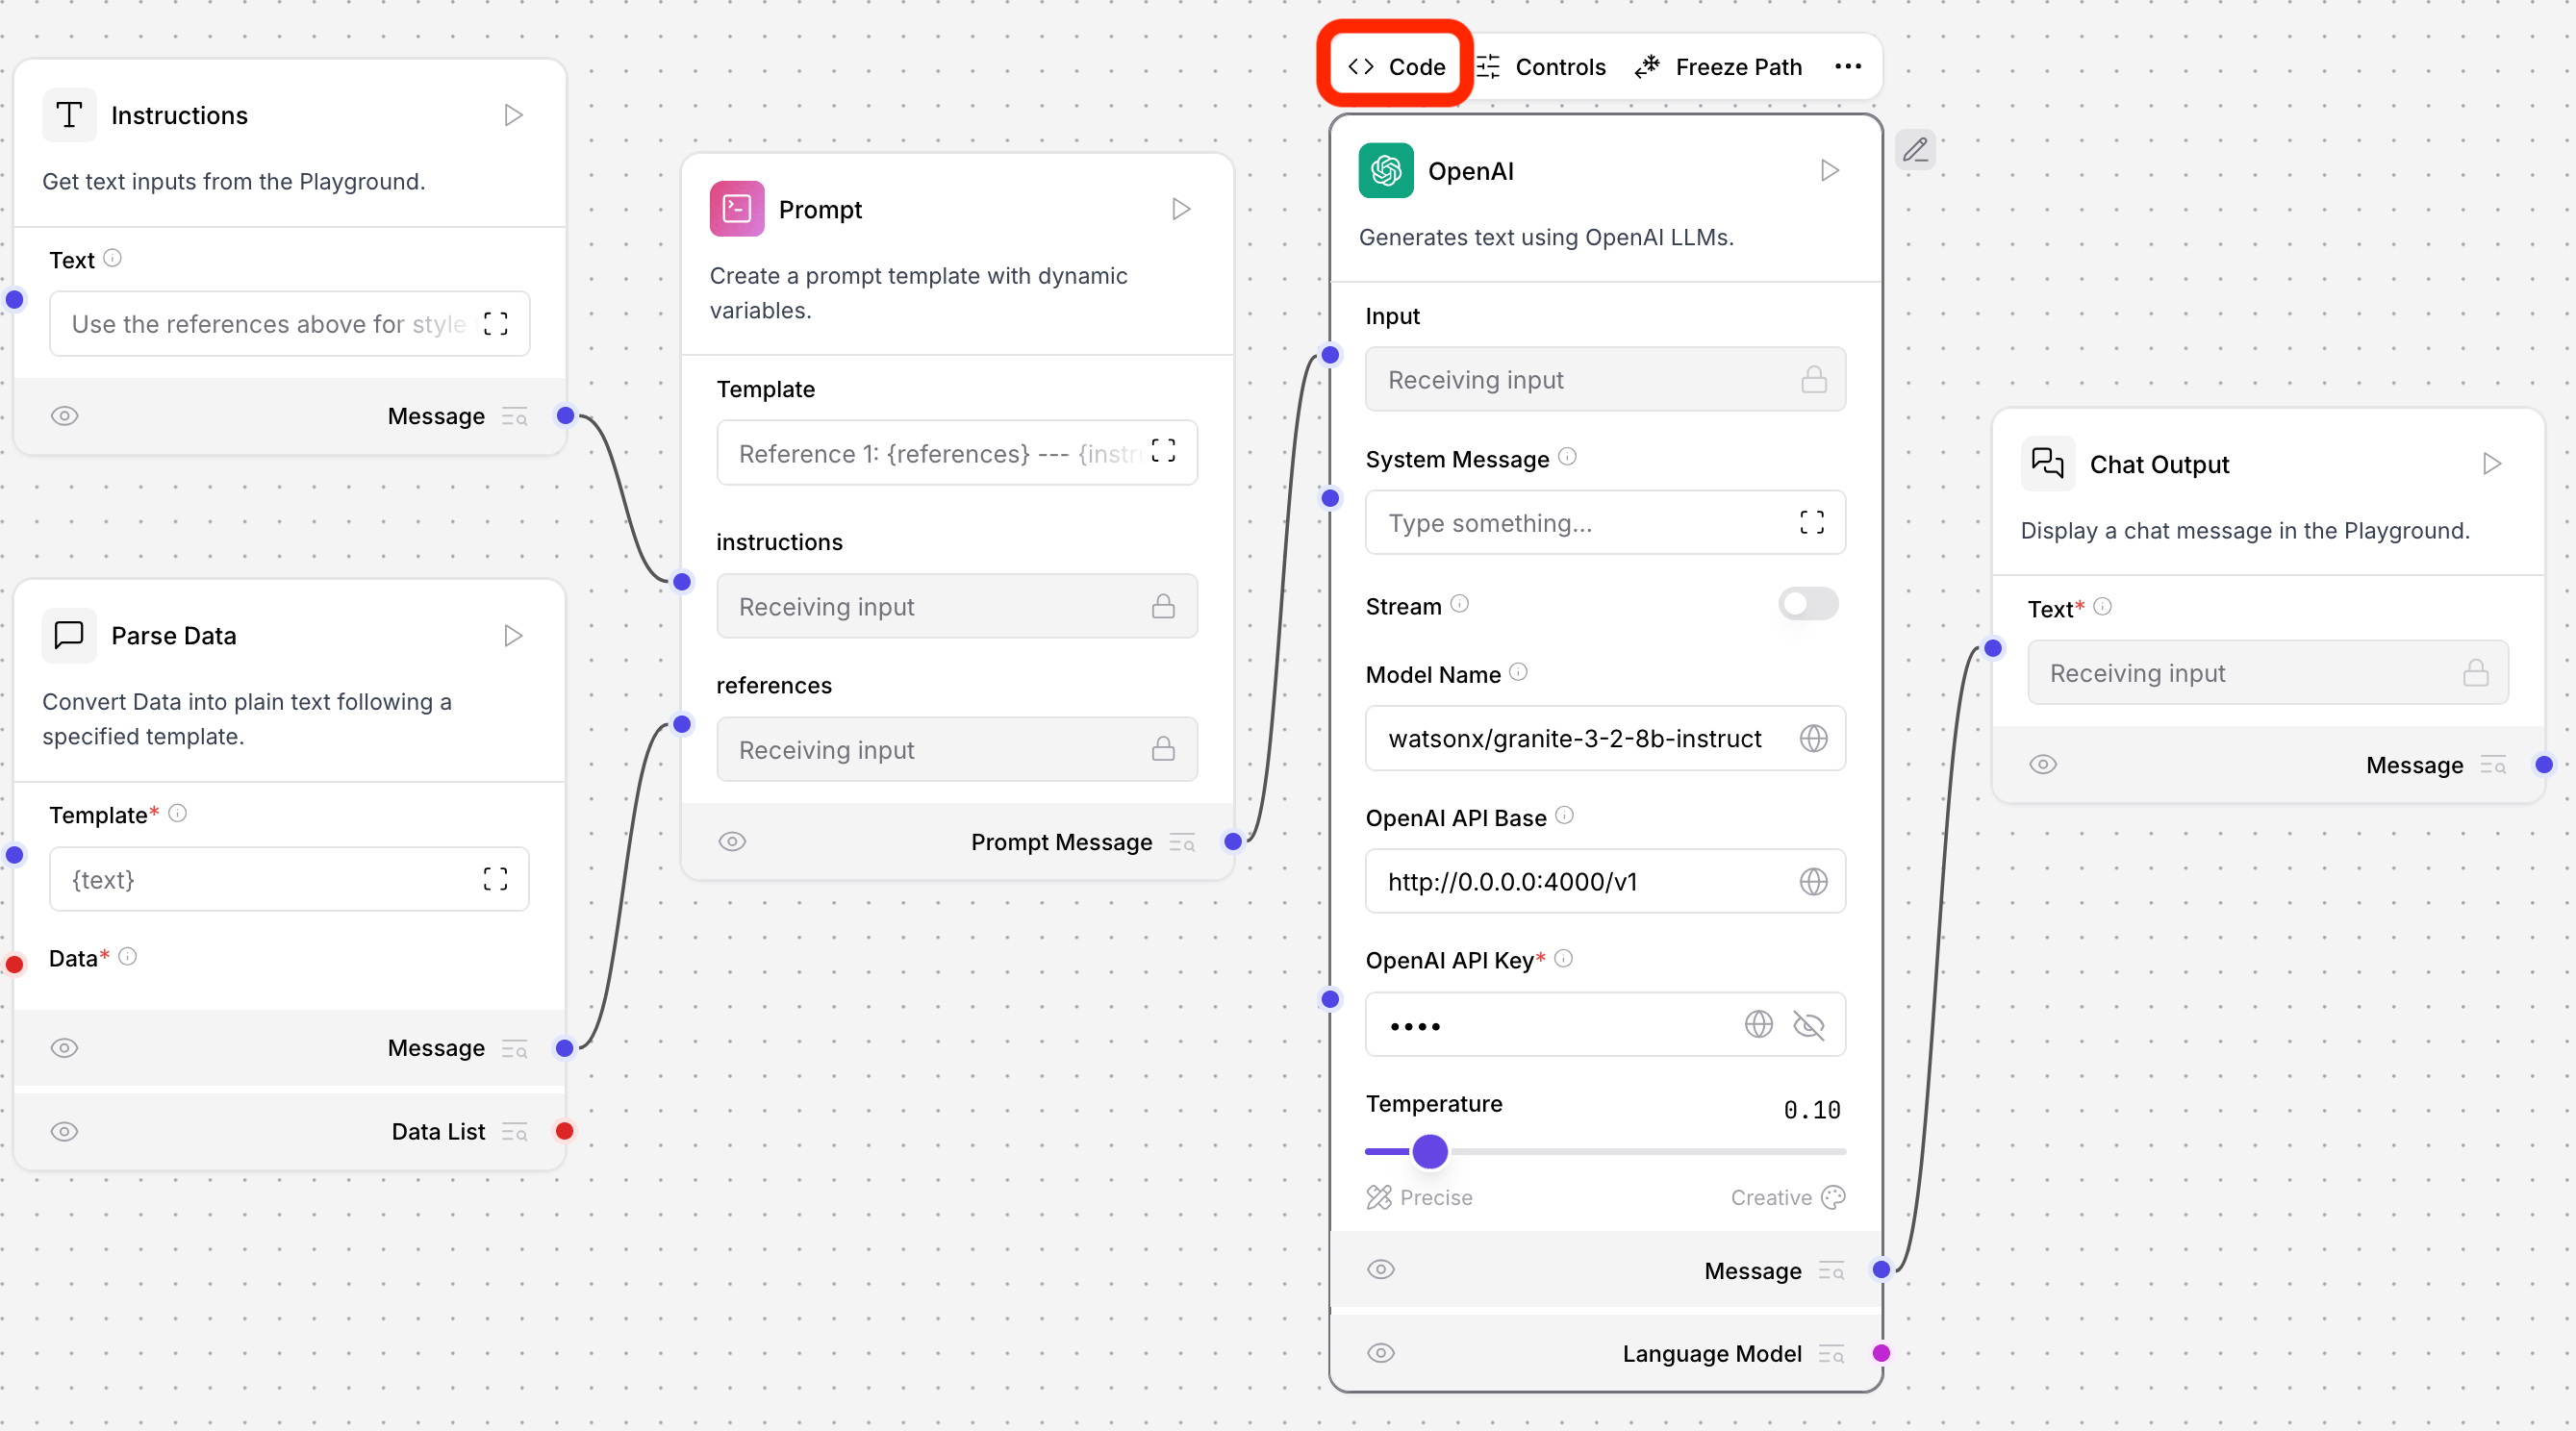 Instructions
Get text inputs from the Playground.
Text
Use the references above for style
Message
Parse Data
Convert Data into plain text following a
specified template.
Template*
{text}
Data*
Message
Data List
Prompt
Create a prompt template with dynamic
variables.
Template
Reference 1: {references} --- {instru
instructions
Receiving input
references
Receiving input
Prompt Message
Code
Controls
Freeze Path
OpenAI
Generates text using OpenAI LLMs.
Input
Receiving input
System Message
Type something...
Stream
Model Name
watsonx/granite-3-2-8b-instruct
OpenAI API Base
http://0.0.0.0:4000/v1
OpenAI API Key*
••••
Temperature
0.10
Precise
Creative
Message
Language Model
Chat Output
Display a chat message in the Playground.
Text*
Receiving input
Message